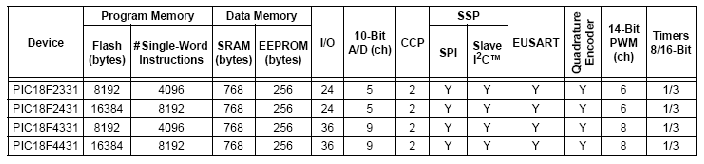 Device Program Memory Data Memory I/O 10-Bit A/D (ch) CCP SSP EUSART Quadrature Encoder 14-Bit PWM (ch) Timers 8/16-Bit
Flash (bytes) # Single-Word Instructions SRAM (bytes) EEPROM (bytes) SPI Slave I²C™
PIC18F2331 8192 4096 768 256 24 5 2 Y Y Y Y 6 1/3
PIC18F2431 16384 8192 768 256 24 5 2 Y Y Y Y 6 1/3
PIC18F4331 8192 4096 768 256 36 9 2 Y Y Y Y 8 1/3
PIC18F4431 16384 8192 768 256 36 9 2 Y Y Y Y 8 1/3